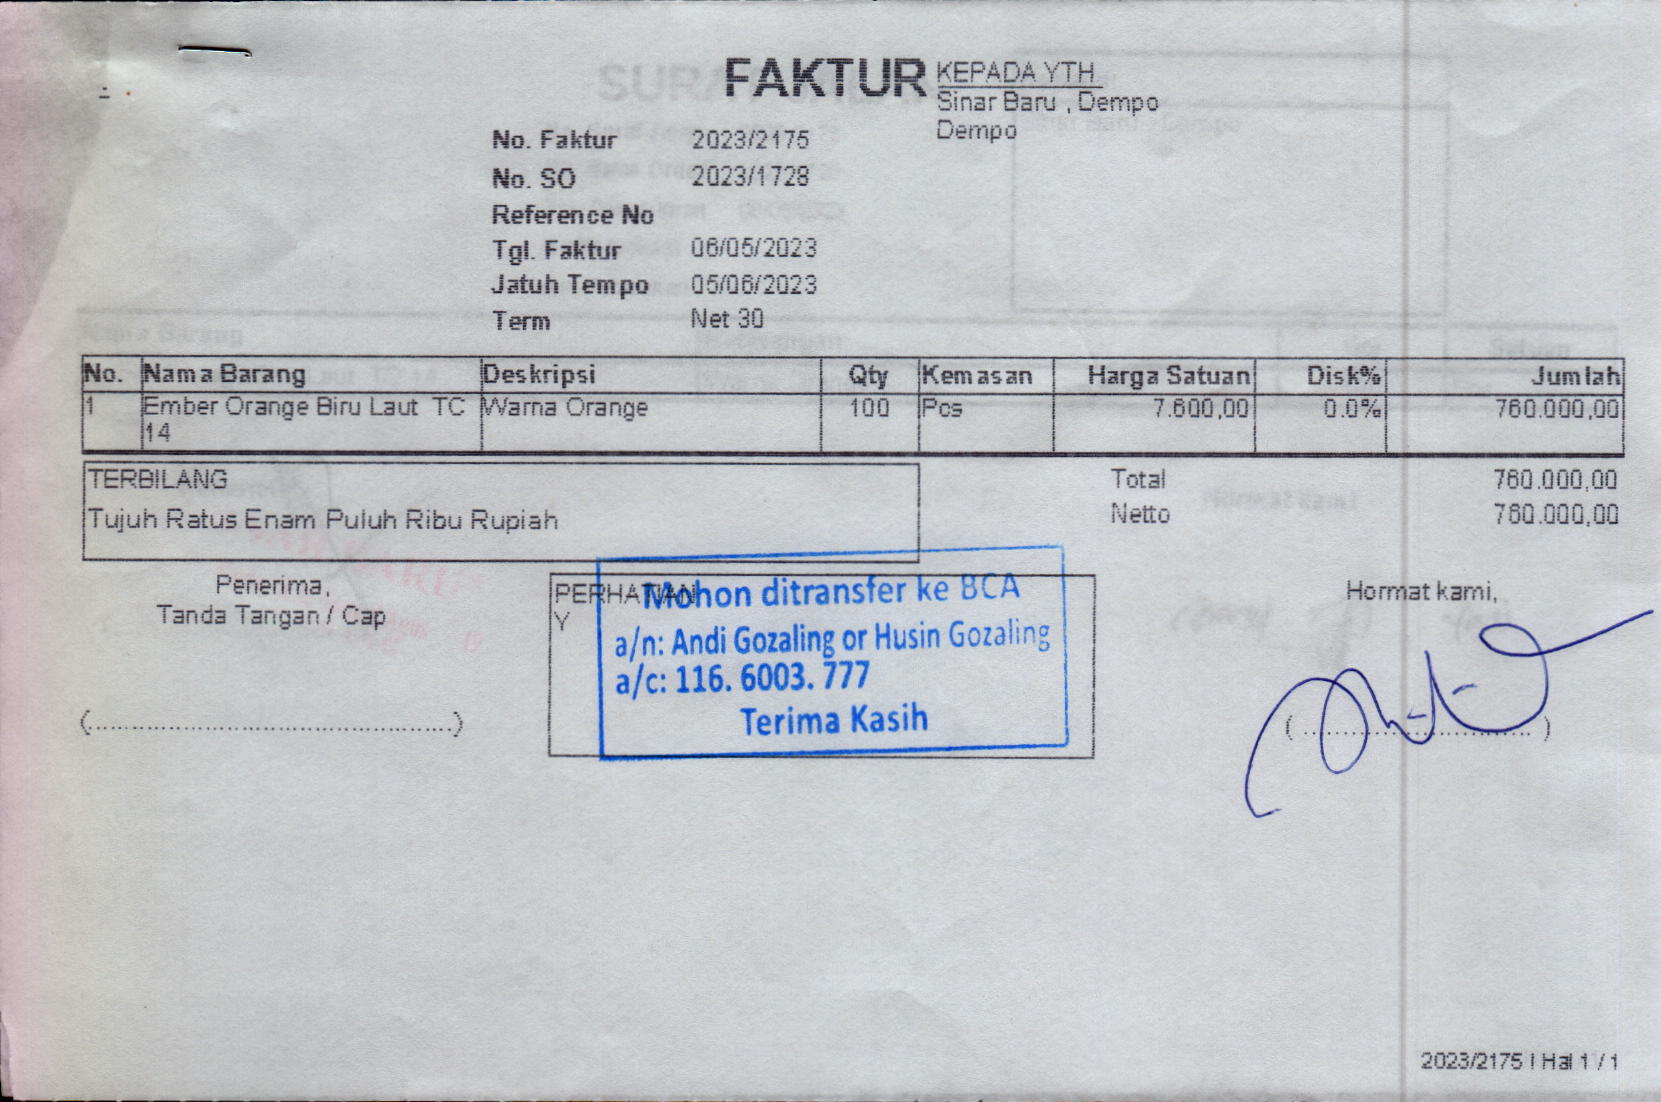 FAKTUR
KEPADA YTH.
Sinar Baru , Dempo
Dempo
No. Faktur 2023/2175
No. SO 2023/1728
Reference No
Tgl. Faktur 06/05/2023
Jatuh Tempo 05/06/2023
Term Net 30
No. Nama Barang Deskripsi Qty Kemasan Harga Satuan Disk% Jumlah
1 Ember Orange Biru Laut TC Warna Orange 100 Pcs 7.600,00 0.0% 760.000,00
14
TERBILANG
Tujuh Ratus Enam Puluh Ribu Rupiah
Total 760.000,00
Netto 760.000,00
Penerima,
Tanda Tangan / Cap
(............................................)
PERHATIAN
Y
Mohon ditransfer ke BCA
a/n: Andi Gozaling or Husin Gozaling
a/c: 116. 6003. 777
Terima Kasih
Hormat kami,
( ............................ )
2023/2175 | Hal 1 / 1